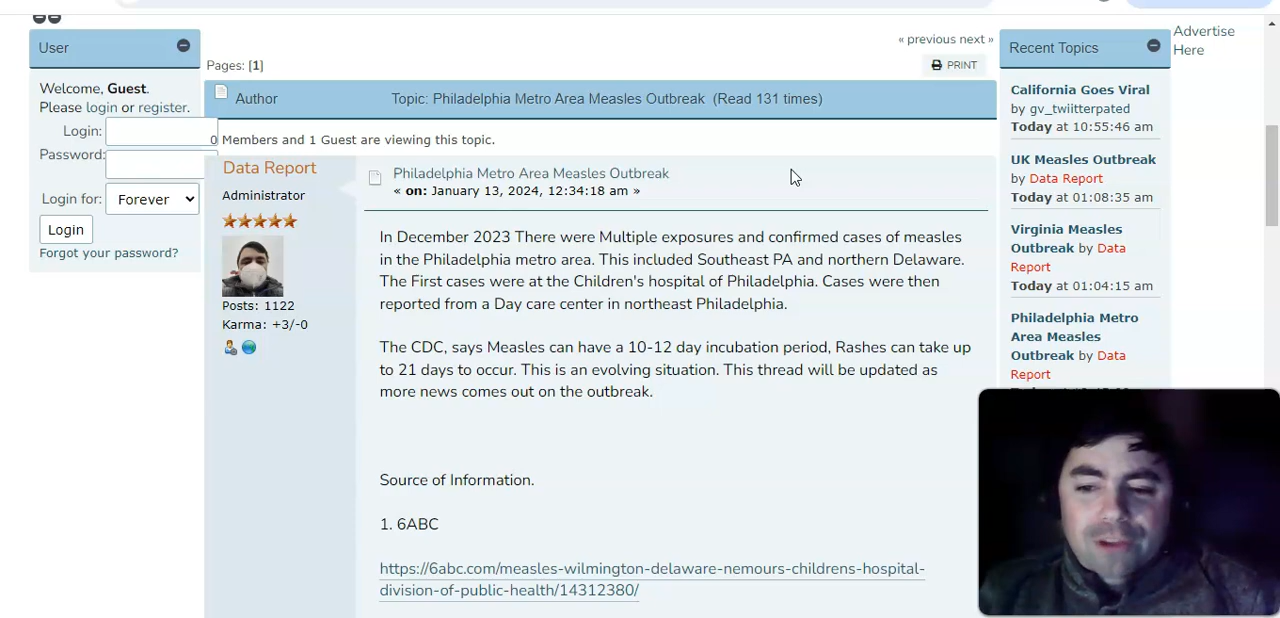 User
Welcome, Guest.
Please login or register.
Login:
Password:
Login for: Forever
Login
Forgot your password?
« previous next »
Pages: [1]
PRINT
Author
Topic: Philadelphia Metro Area Measles Outbreak (Read 131 times)
0 Members and 1 Guest are viewing this topic.
Data Report
Administrator
Posts: 1122
Karma: +3/-0
Philadelphia Metro Area Measles Outbreak
« on: January 13, 2024, 12:34:18 am »
In December 2023 There were Multiple exposures and confirmed cases of measles
in the Philadelphia metro area. This included Southeast PA and northern Delaware.
The First cases were at the Children's hospital of Philadelphia. Cases were then
reported from a Day care center in northeast Philadelphia.
The CDC, says Measles can have a 10-12 day incubation period, Rashes can take up
to 21 days to occur. This is an evolving situation. This thread will be updated as
more news comes out on the outbreak.
Source of Information.
1. 6ABC
https://6abc.com/measles-wilmington-delaware-nemours-childrens-hospital-
division-of-public-health/14312380/
Recent Topics
California Goes Viral
by gv_twiitterpated
Today at 10:55:46 am
UK Measles Outbreak
by Data Report
Today at 01:08:35 am
Virginia Measles
Outbreak by Data
Report
Today at 01:04:15 am
Philadelphia Metro
Area Measles
Outbreak by Data
Report
Advertise
Here